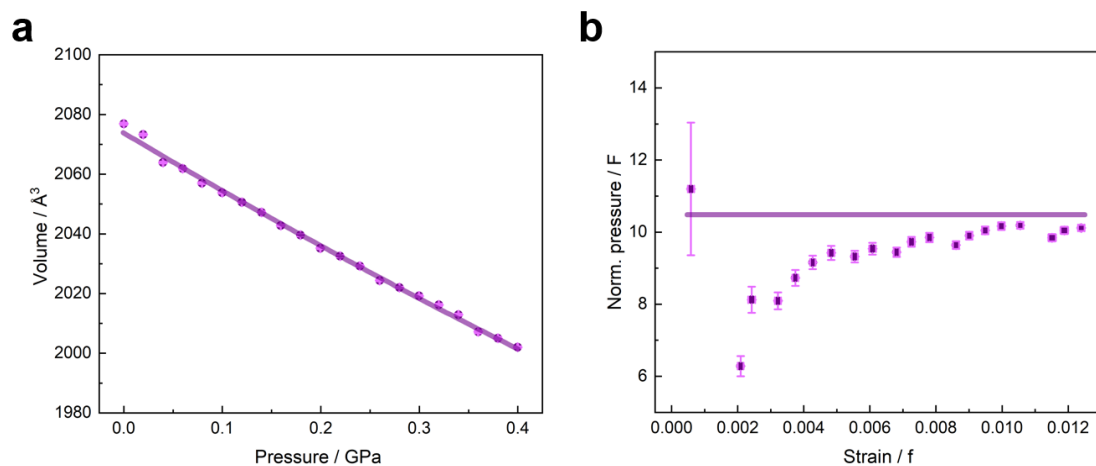 a
2100
2080
2060
2040
2020
2000
1980
Volume / Å³
0.0 0.1 0.2 0.3 0.4
Pressure / GPa
b
14
12
10
8
6
Norm. pressure / F
0.000 0.002 0.004 0.006 0.008 0.010 0.012
Strain / f